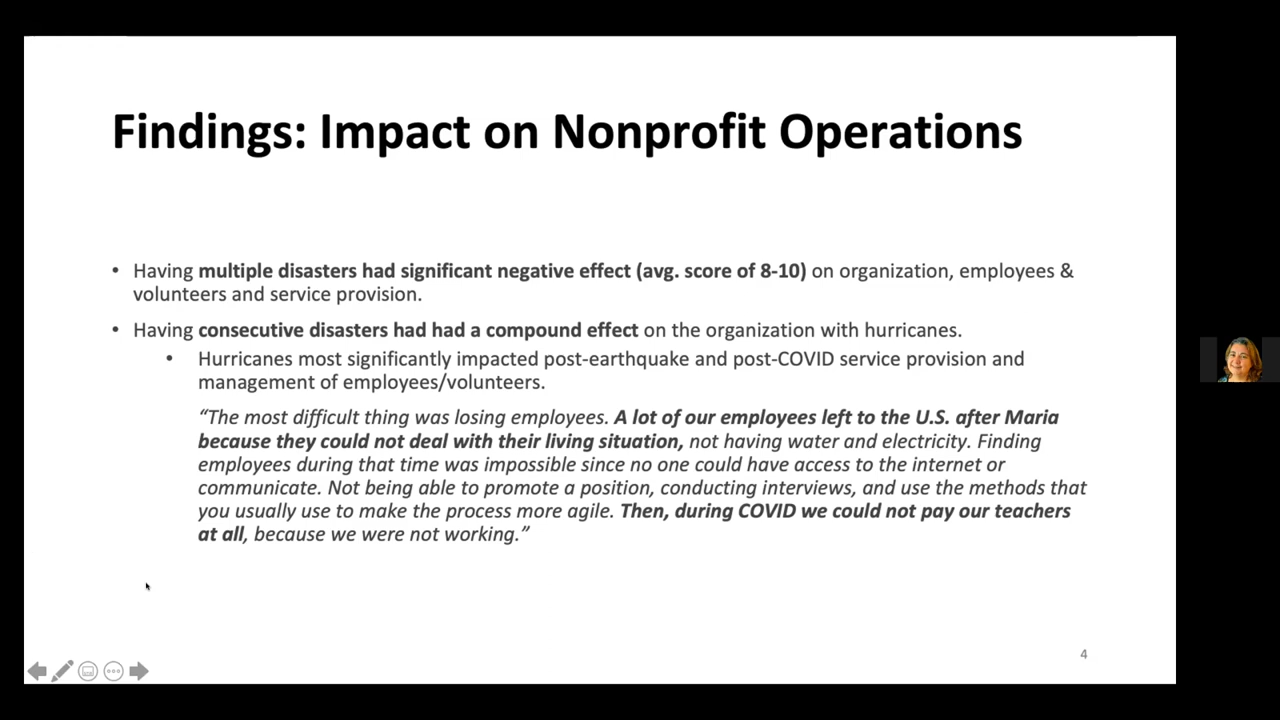 Findings: Impact on Nonprofit Operations
• Having multiple disasters had significant negative effect (avg. score of 8-10) on organization, employees &
volunteers and service provision.
• Having consecutive disasters had had a compound effect on the organization with hurricanes.
• Hurricanes most significantly impacted post-earthquake and post-COVID service provision and
management of employees/volunteers.
“The most difficult thing was losing employees. A lot of our employees left to the U.S. after Maria
because they could not deal with their living situation, not having water and electricity. Finding
employees during that time was impossible since no one could have access to the internet or
communicate. Not being able to promote a position, conducting interviews, and use the methods that
you usually use to make the process more agile. Then, during COVID we could not pay our teachers
at all, because we were not working.”
4